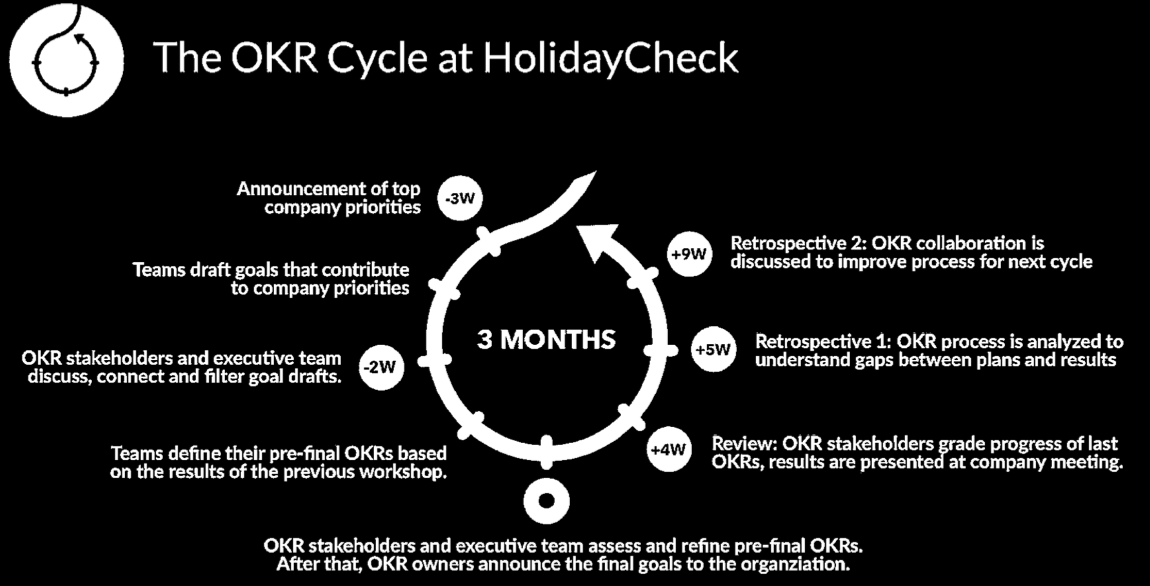 The OKR Cycle at HolidayCheck
Announcement of top
company priorities
-3W
Teams draft goals that contribute
to company priorities
OKR stakeholders and executive team
discuss, connect and filter goal drafts.
-2W
Teams define their pre-final OKRs based
on the results of the previous workshop.
3 MONTHS
OKR stakeholders and executive team assess and refine pre-final OKRs.
After that, OKR owners announce the final goals to the organziation.
+4W
Review: OKR stakeholders grade progress of last
OKRs, results are presented at company meeting.
+5W
Retrospective 1: OKR process is analyzed to
understand gaps between plans and results
+9W
Retrospective 2: OKR collaboration is
discussed to improve process for next cycle